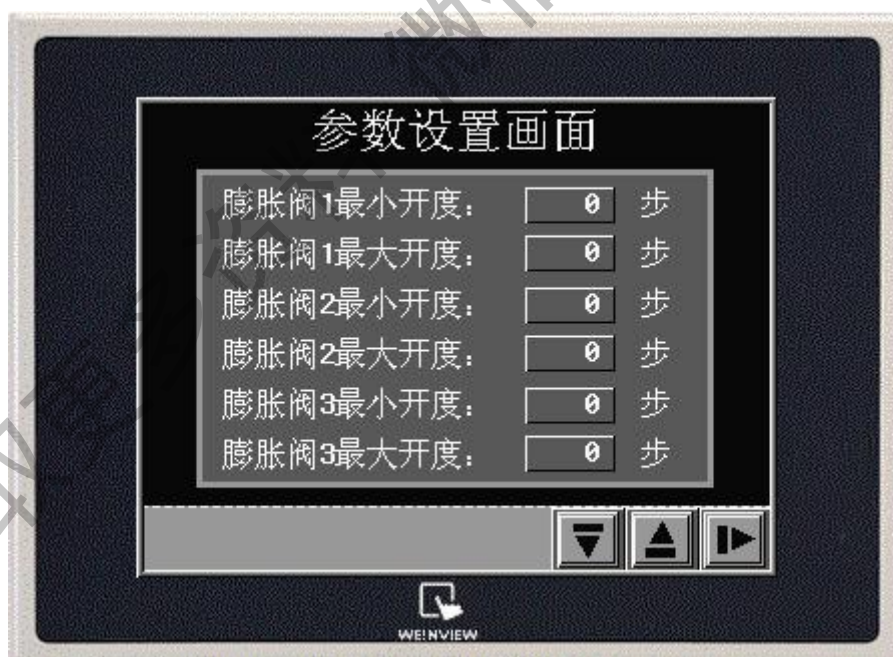 参数设置画面
膨胀阀1最小开度： 0 步
膨胀阀1最大开度： 0 步
膨胀阀2最小开度： 0 步
膨胀阀2最大开度： 0 步
膨胀阀3最小开度： 0 步
膨胀阀3最大开度： 0 步
WEINVIEW